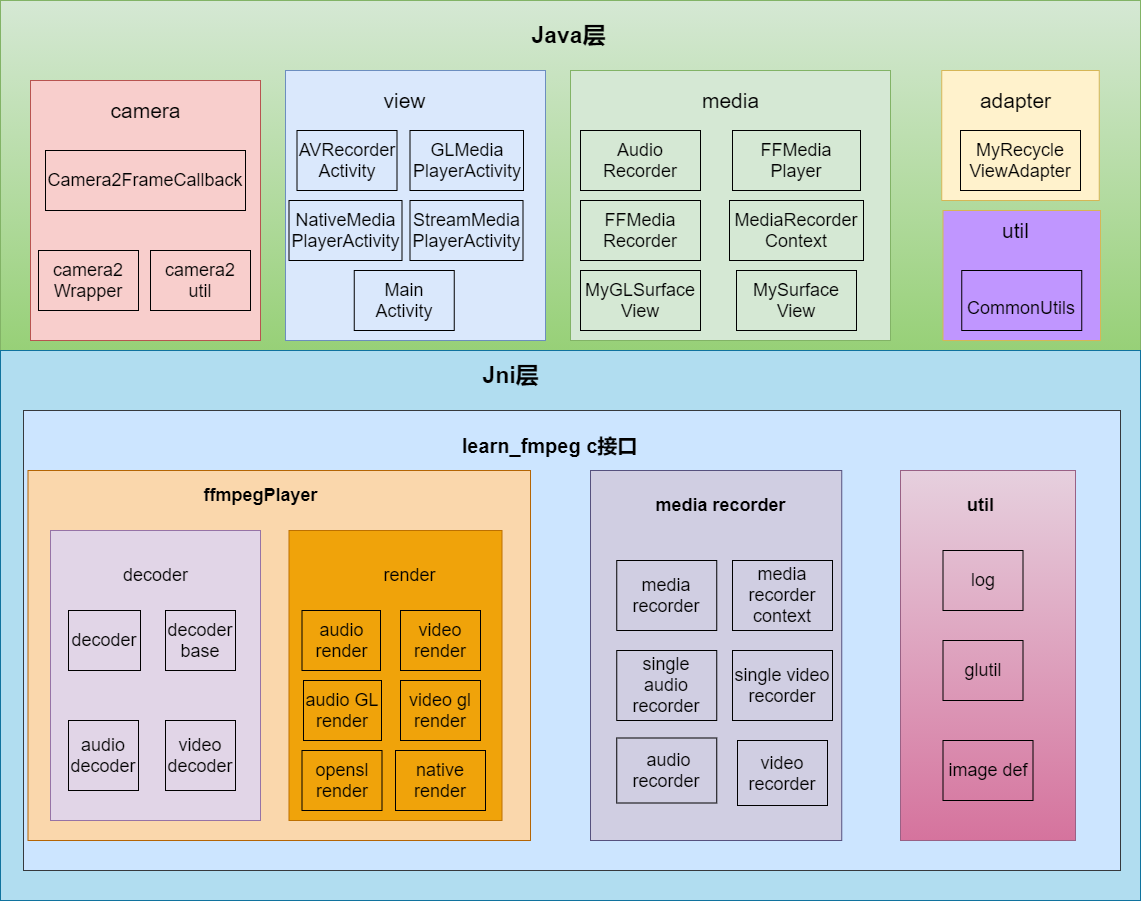 Java层
camera
Camera2FrameCallback
camera2
Wrapper
camera2
util
view
AVRecorder
Activity
GLMedia
PlayerActivity
NativeMedia
PlayerActivity
StreamMedia
PlayerActivity
Main
Activity
media
Audio
Recorder
FFMedia
Player
FFMedia
Recorder
MediaRecorder
Context
MyGLSurface
View
MySurface
View
adapter
MyRecycle
ViewAdapter
util
CommonUtils
Jni层
learn_fmpeg c接口
ffmpegPlayer
decoder
decoder
decoder
base
audio
decoder
video
decoder
render
audio
render
video
render
audio GL
render
video gl
render
opensl
render
native
render
media recorder
media
recorder
media
recorder
context
single
audio
recorder
single video
recorder
audio
recorder
video
recorder
util
log
glutil
image def